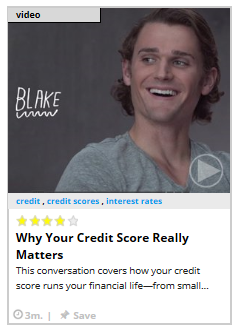 video
BLAKE
credit , credit scores , interest rates
Why Your Credit Score Really
Matters
This conversation covers how your credit
score runs your financial life—from small...
3m. | Save